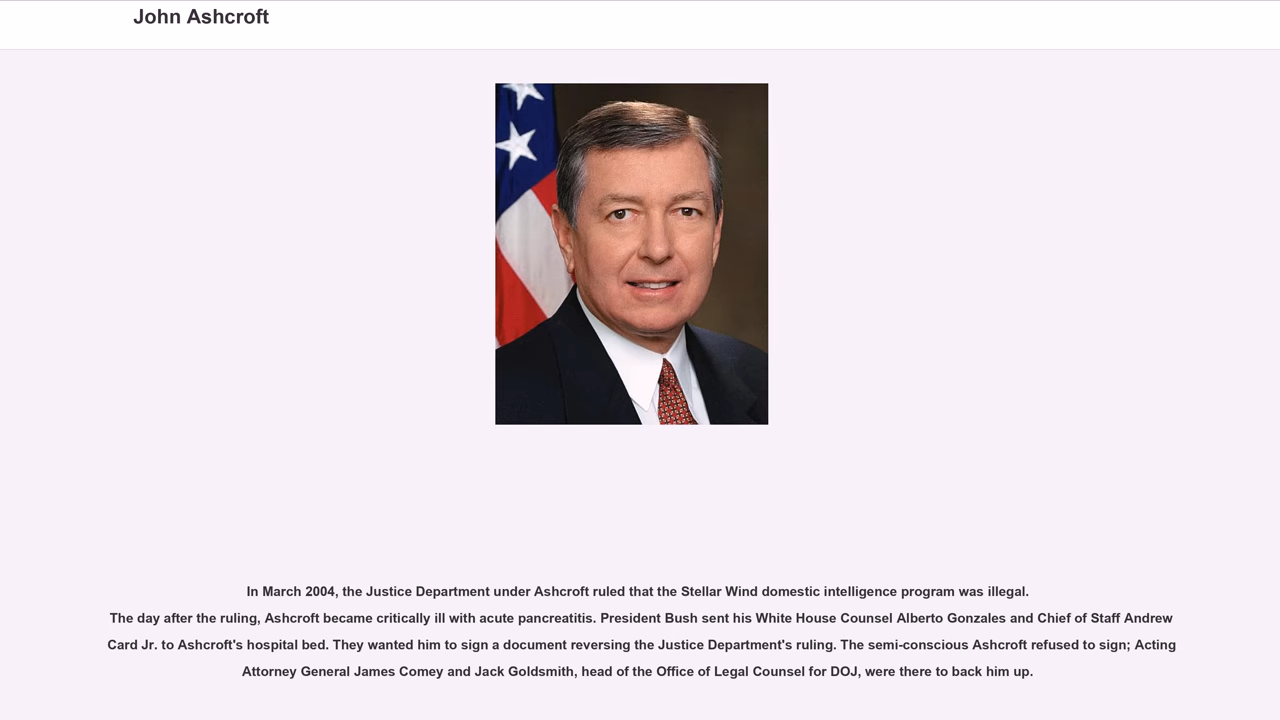 John Ashcroft
In March 2004, the Justice Department under Ashcroft ruled that the Stellar Wind domestic intelligence program was illegal.
The day after the ruling, Ashcroft became critically ill with acute pancreatitis. President Bush sent his White House Counsel Alberto Gonzales and Chief of Staff Andrew
Card Jr. to Ashcroft's hospital bed. They wanted him to sign a document reversing the Justice Department's ruling. The semi-conscious Ashcroft refused to sign; Acting
Attorney General James Comey and Jack Goldsmith, head of the Office of Legal Counsel for DOJ, were there to back him up.